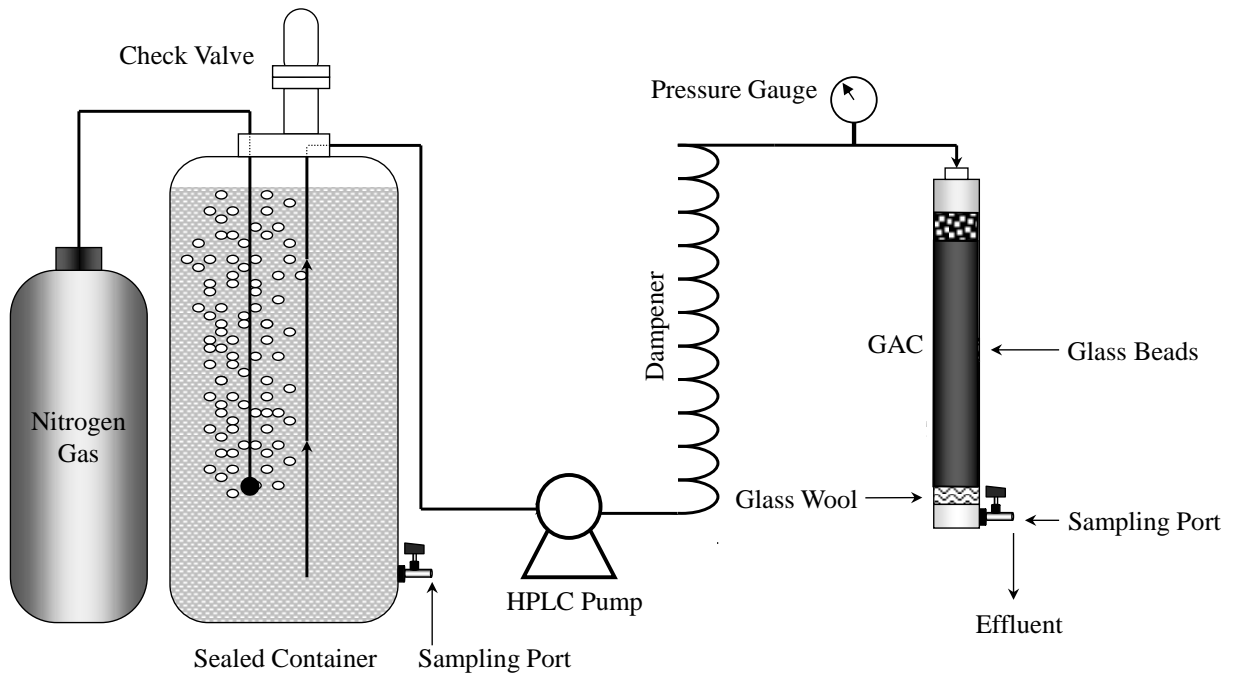 Check Valve
Pressure Gauge
Dampener
GAC
Glass Beads
Nitrogen
Gas
Glass Wool
Sampling Port
HPLC Pump
Effluent
Sealed Container
Sampling Port